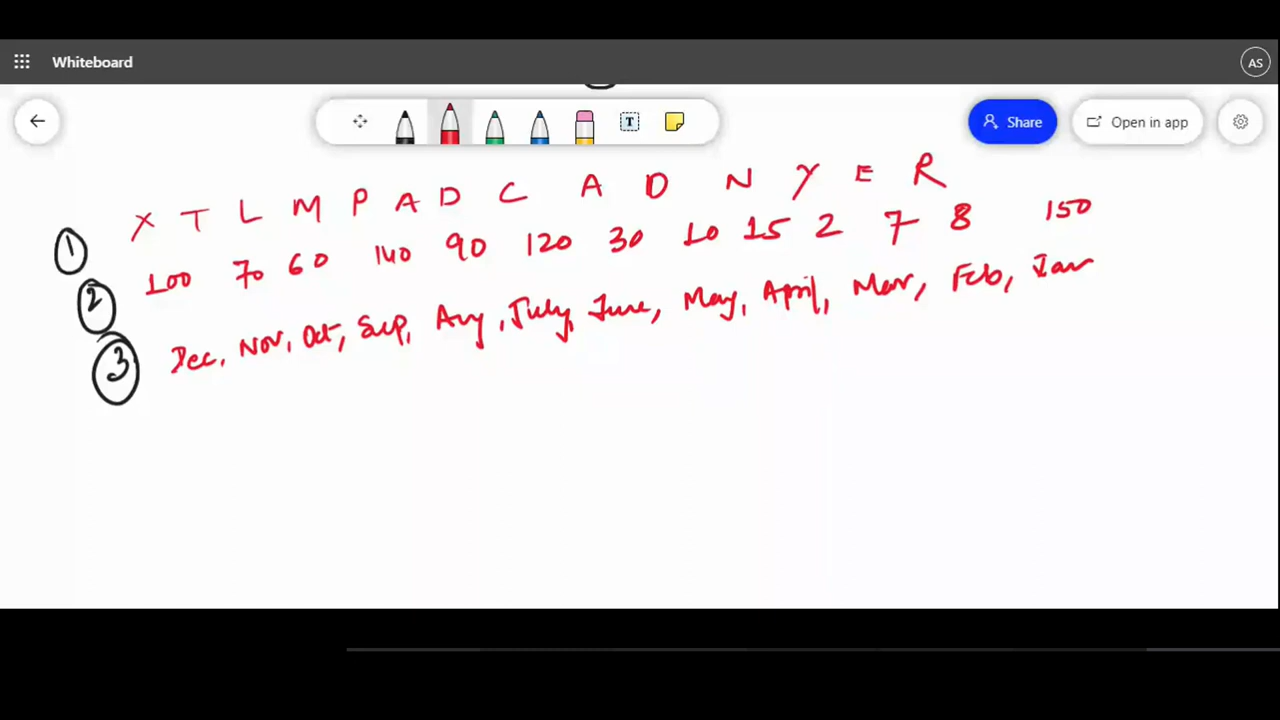 Whiteboard
AS
Share
Open in app
T
X T L M P A D C A D N Y E R
1
100 70 60 140 90 120 30 10 15 2 7 8 150
2
Dec, Nov, Oct, Sep, Aug, July, June, May, April, Mar, Feb, Jan
3